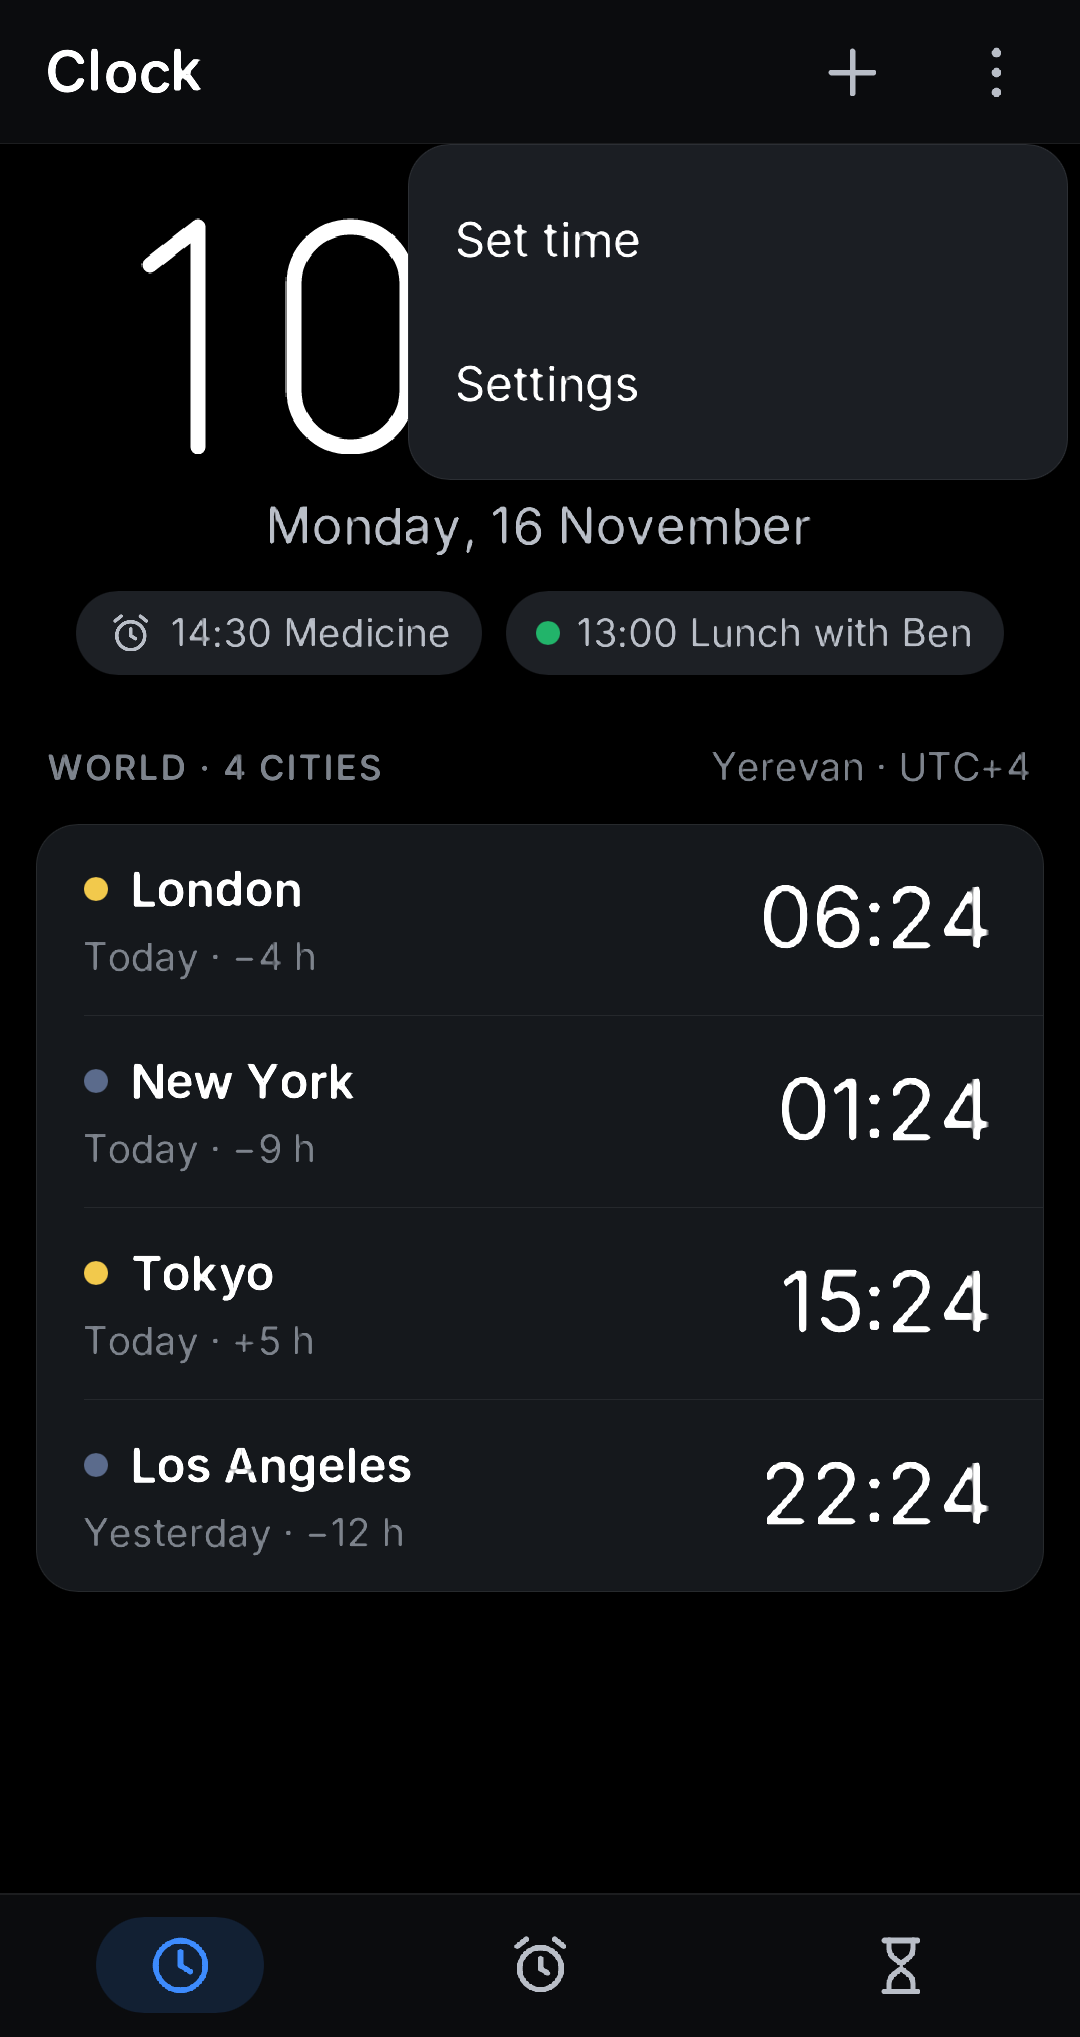 Clock
Set time
Settings
10
Monday, 16 November
14:30 Medicine
13:00 Lunch with Ben
WORLD · 4 CITIES
Yerevan · UTC+4
London
06:24
Today · −4 h
New York
01:24
Today · −9 h
Tokyo
15:24
Today · +5 h
Los Angeles
22:24
Yesterday · −12 h